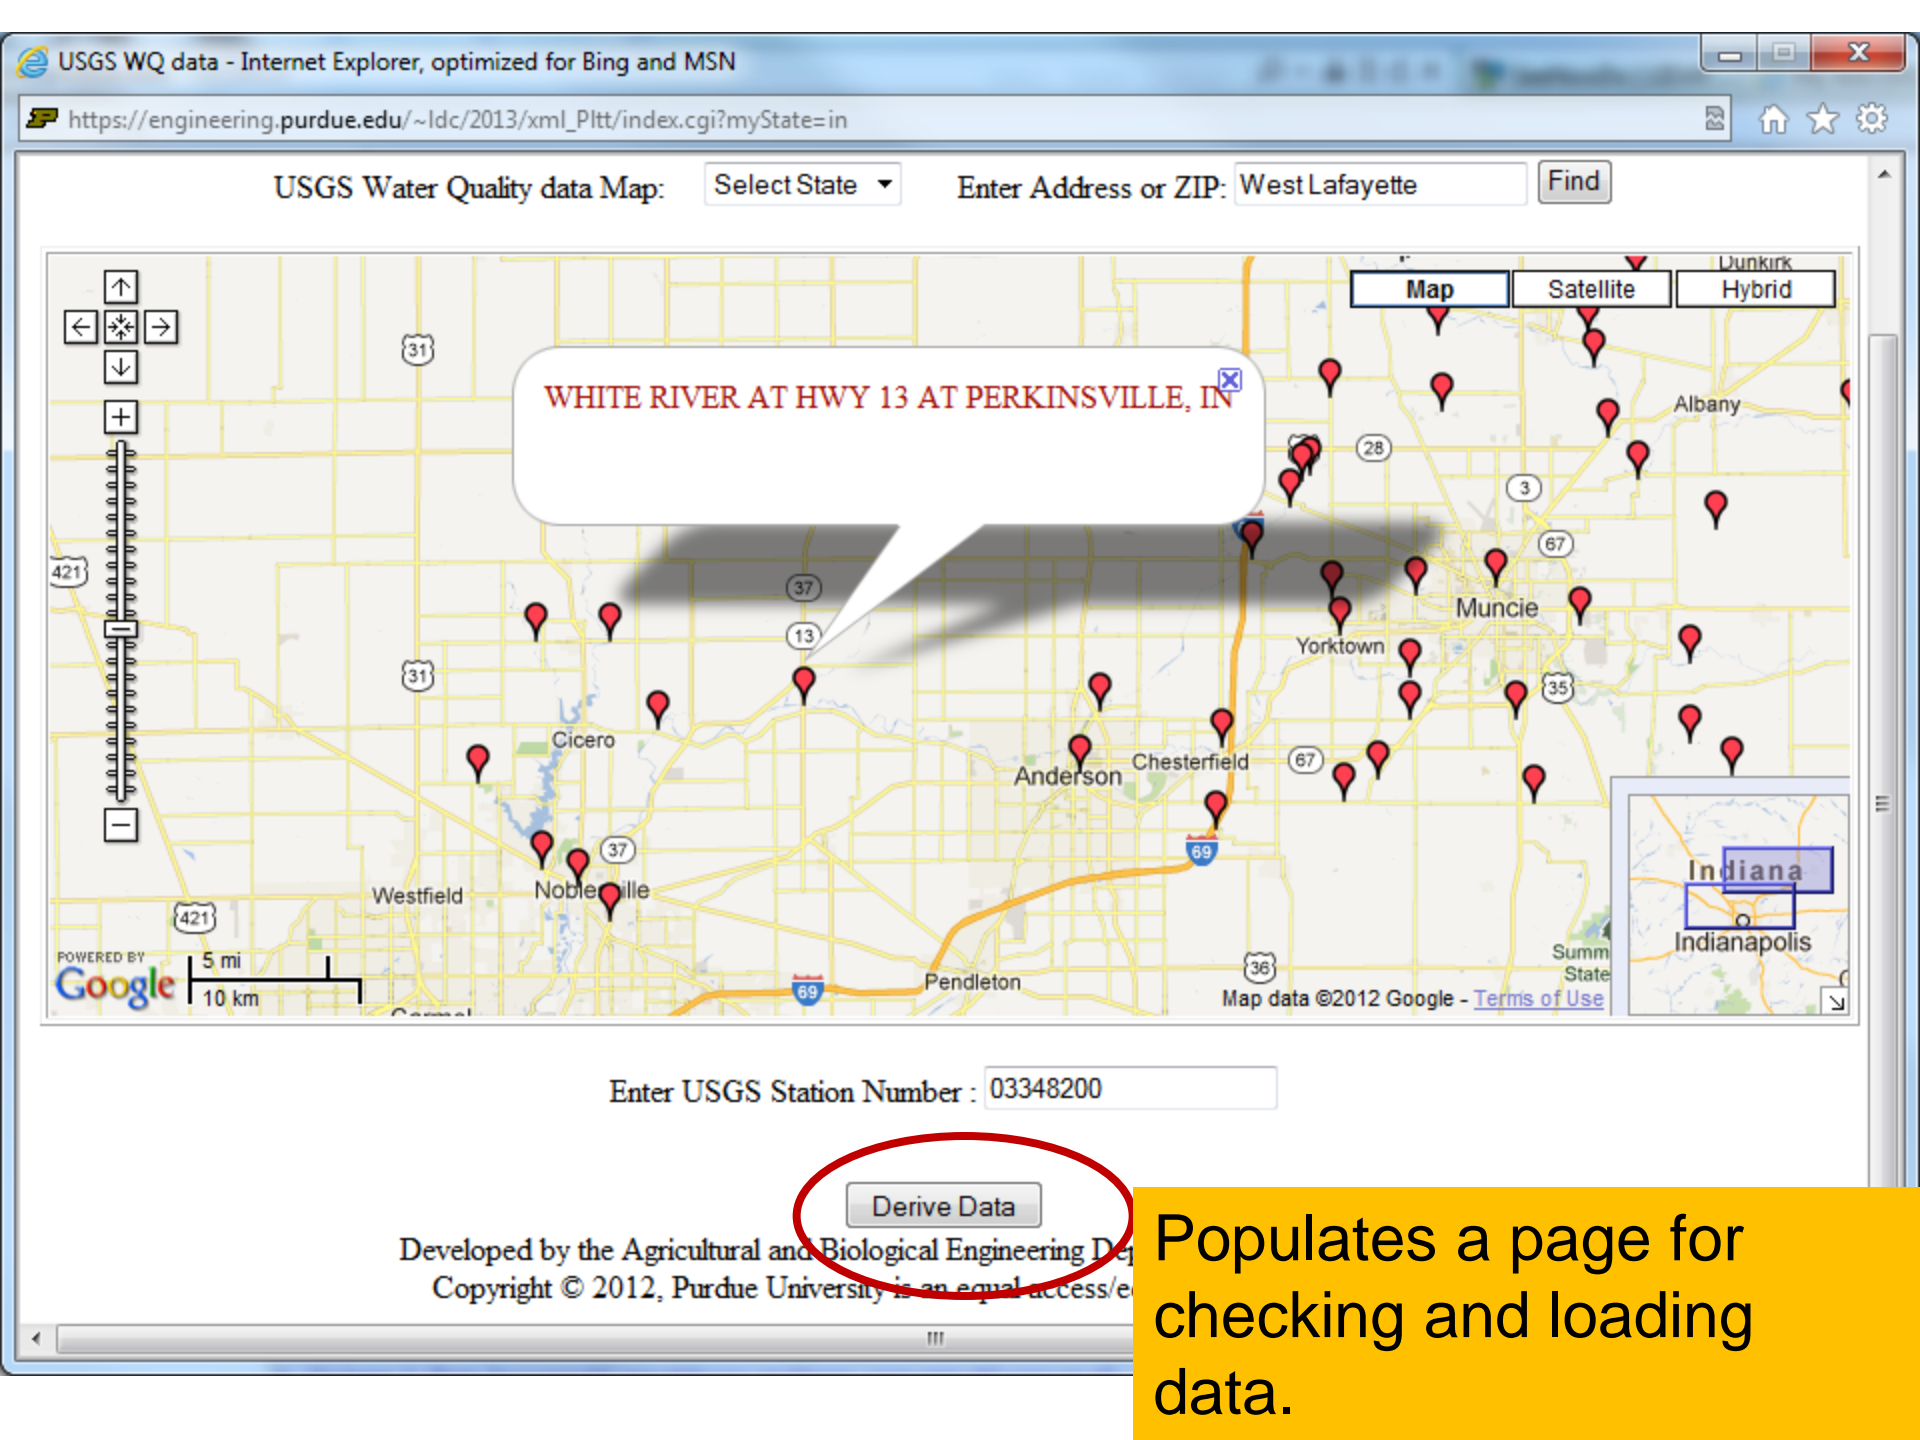 USGS WQ data - Internet Explorer, optimized for Bing and MSN
https://engineering.purdue.edu/~ldc/2013/xml_Pltt/index.cgi?myState=in
USGS Water Quality data Map: Select State Enter Address or ZIP: West Lafayette Find
Dunkirk
Map Satellite Hybrid
31
WHITE RIVER AT HWY 13 AT PERKINSVILLE, IN
Albany
28
3
67
421
37
Muncie
13
Yorktown
31
35
Cicero
Chesterfield
67
Anderson
37
69
Indiana
Westfield
Noblesville
421
Indianapolis
POWERED BY
Google
5 mi
10 km
69
Pendleton
36
Summ
State
Map data ©2012 Google - Terms of Use
Carmel
Enter USGS Station Number : 03348200
Derive Data
Developed by the Agricultural and Biological Engineering Dep
Copyright © 2012, Purdue University is an equal access/e
Populates a page for
checking and loading
data.